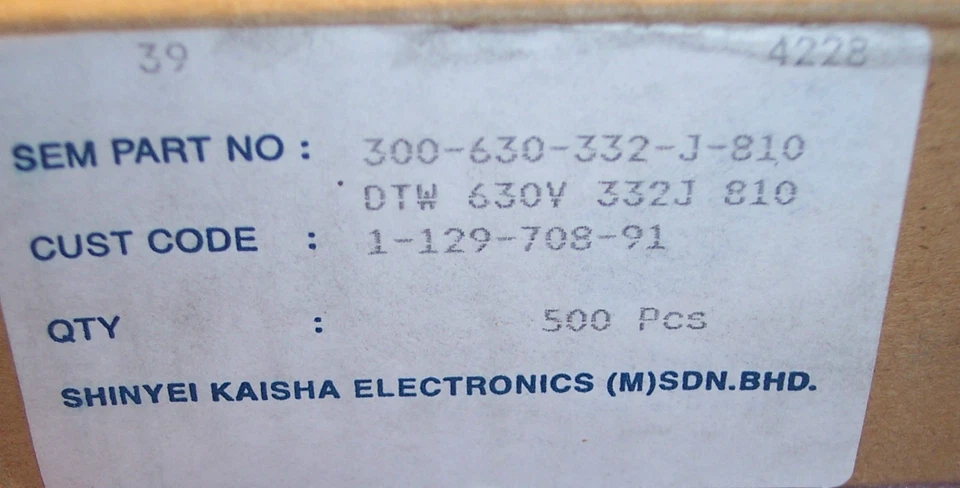 39 4228
SEM PART NO : 300-630-332-J-810
DTW 630V 332J 810
CUST CODE : 1-129-708-91
QTY : 500 Pcs
SHINYEI KAISHA ELECTRONICS (M)SDN.BHD.